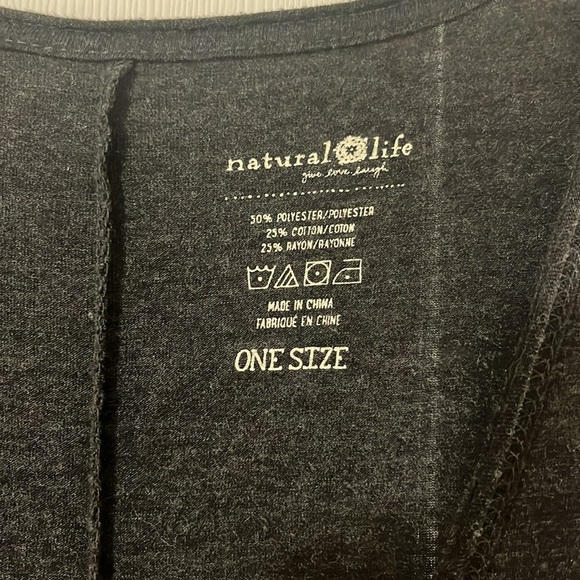 natural life
give love laugh
50% POLYESTER/POLYESTER
25% COTTON/COTON
25% RAYON/RAYONNE
MADE IN CHINA
FABRIQUÉ EN CHINE
ONE SIZE